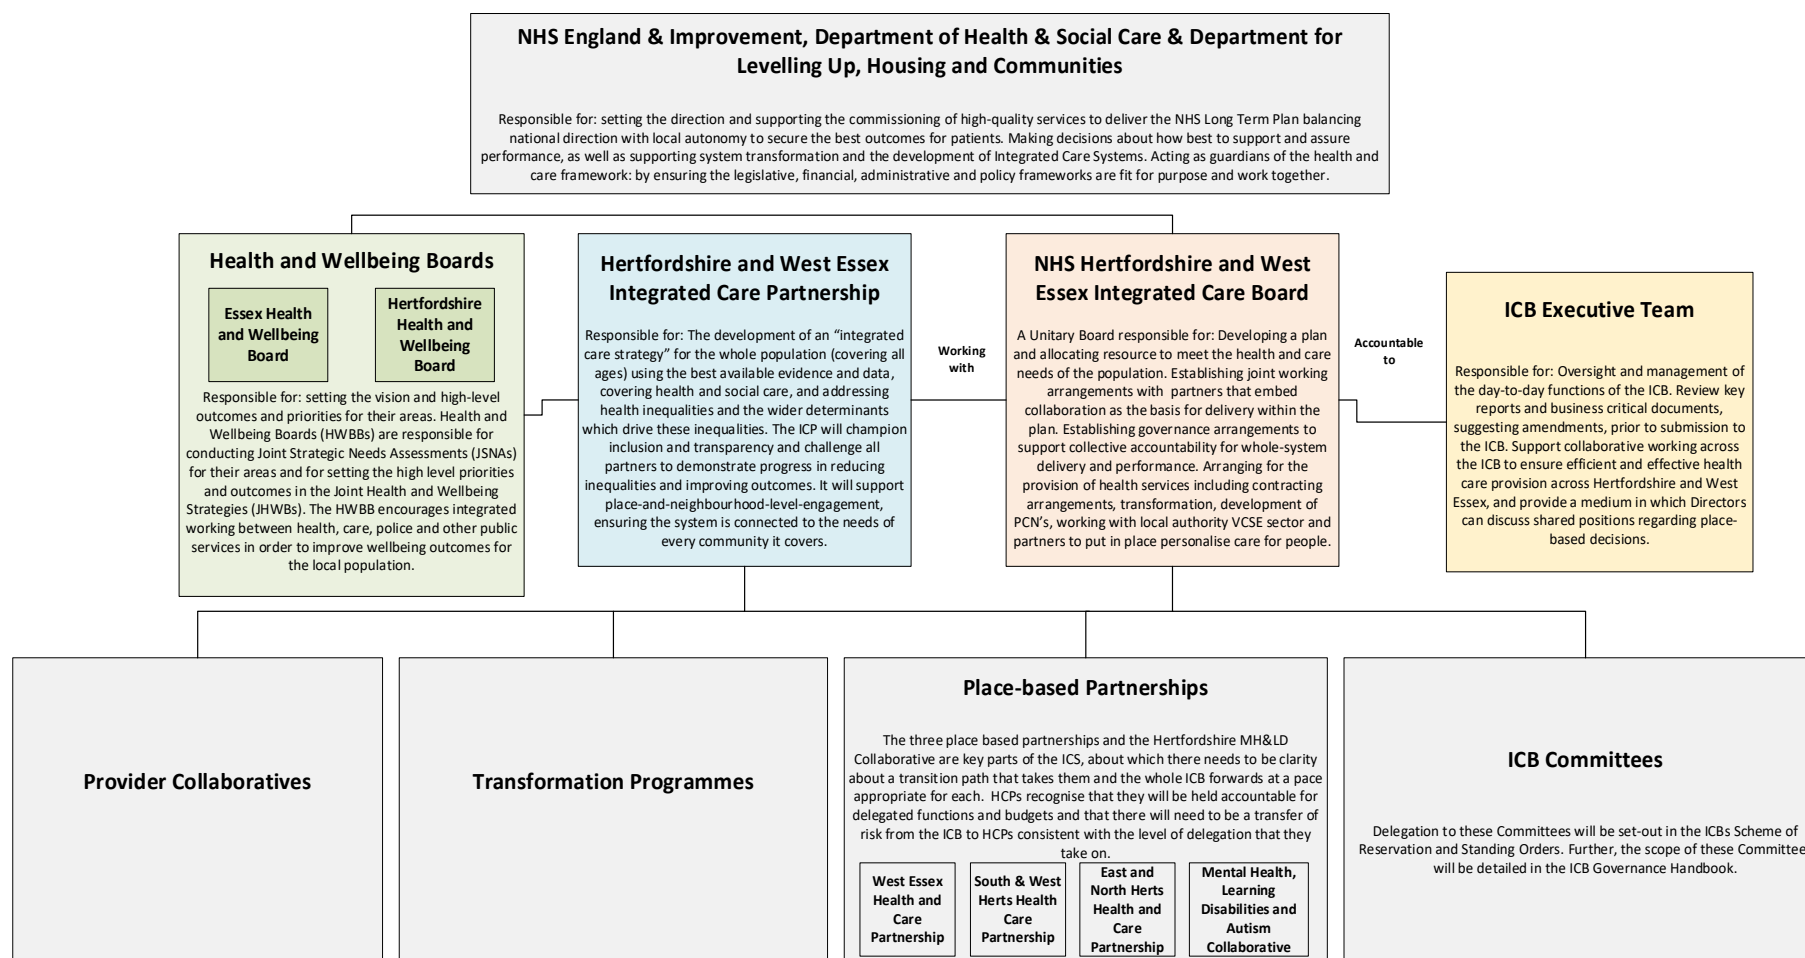 NHS England & Improvement, Department of Health & Social Care & Department for
Levelling Up, Housing and Communities
Responsible for: setting the direction and supporting the commissioning of high-quality services to deliver the NHS Long Term Plan balancing
national direction with local autonomy to secure the best outcomes for patients. Making decisions about how best to support and assure
performance, as well as supporting system transformation and the development of Integrated Care Systems. Acting as guardians of the health and
care framework: by ensuring the legislative, financial, administrative and policy frameworks are fit for purpose and work together.
Health and Wellbeing Boards
Essex Health
and Wellbeing
Board
Hertfordshire
Health and
Wellbeing
Board
Responsible for: setting the vision and high-level
outcomes and priorities for their areas. Health and
Wellbeing Boards (HWBBs) are responsible for
conducting Joint Strategic Needs Assessments (JSNAs)
for their areas and for setting the high level priorities
and outcomes in the Joint Health and Wellbeing
Strategies (JHWBs). The HWBB encourages integrated
working between health, care, police and other public
services in order to improve wellbeing outcomes for
the local population.
Hertfordshire and West Essex
Integrated Care Partnership
Responsible for: The development of an “integrated
care strategy” for the whole population (covering all
ages) using the best available evidence and data,
covering health and social care, and addressing
health inequalities and the wider determinants
which drive these inequalities. The ICP will champion
inclusion and transparency and challenge all
partners to demonstrate progress in reducing
inequalities and improving outcomes. It will support
place-and-neighbourhood-level-engagement,
ensuring the system is connected to the needs of
every community it covers.
Working
with
NHS Hertfordshire and West
Essex Integrated Care Board
A Unitary Board responsible for: Developing a plan
and allocating resource to meet the health and care
needs of the population. Establishing joint working
arrangements with partners that embed
collaboration as the basis for delivery within the
plan. Establishing governance arrangements to
support collective accountability for whole-system
delivery and performance. Arranging for the
provision of health services including contracting
arrangements, transformation, development of
PCN’s, working with local authority VCSE sector and
partners to put in place personalise care for people.
Accountable
to
ICB Executive Team
Responsible for: Oversight and management of
the day-to-day functions of the ICB. Review key
reports and business critical documents,
suggesting amendments, prior to submission to
the ICB. Support collaborative working across
the ICB to ensure efficient and effective health
care provision across Hertfordshire and West
Essex, and provide a medium in which Directors
can discuss shared positions regarding place-
based decisions.
Provider Collaboratives
Transformation Programmes
Place-based Partnerships
The three place based partnerships and the Hertfordshire MH&LD
Collaborative are key parts of the ICS, about which there needs to be clarity
about a transition path that takes them and the whole ICB forwards at a pace
appropriate for each. HCPs recognise that they will be held accountable for
delegated functions and budgets and that there will need to be a transfer of
risk from the ICB to HCPs consistent with the level of delegation that they
take on.
West Essex
Health and
Care
Partnership
South & West
Herts Health
Care
Partnership
East and
North Herts
Health and
Care
Partnership
Mental Health,
Learning
Disabilities and
Autism
Collaborative
ICB Committees
Delegation to these Committees will be set-out in the ICBs Scheme of
Reservation and Standing Orders. Further, the scope of these Committee
will be detailed in the ICB Governance Handbook.